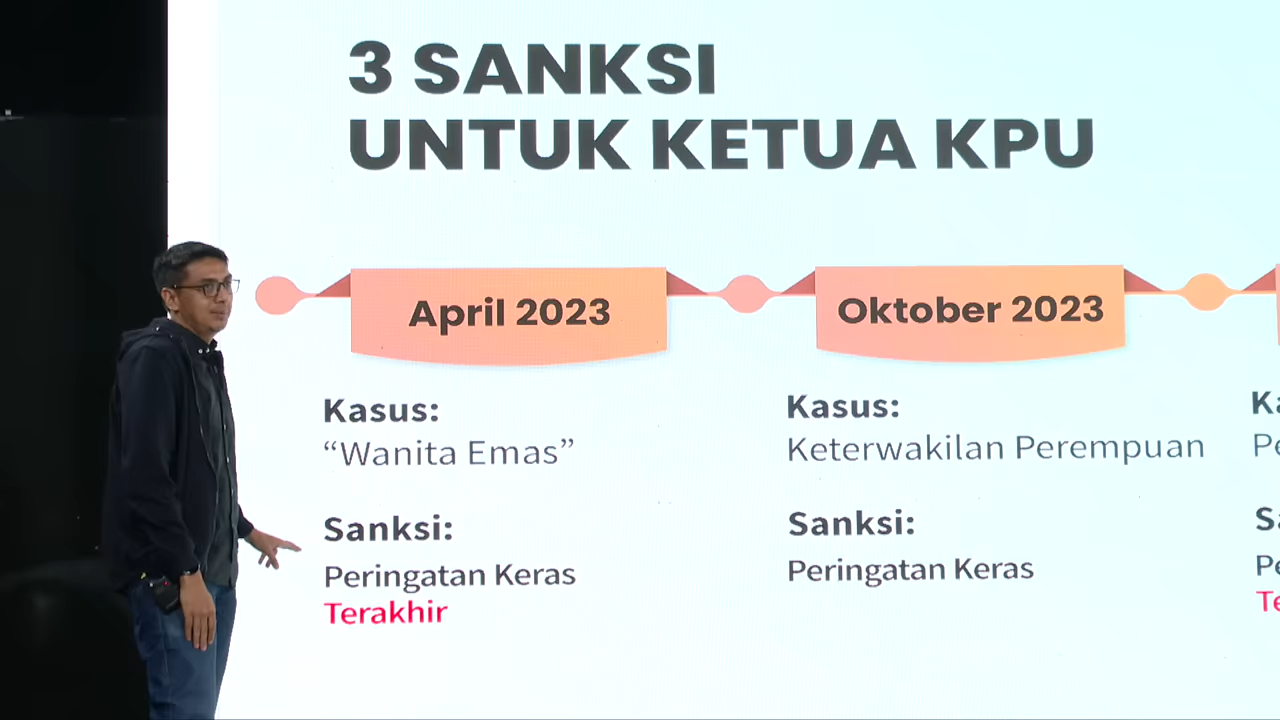 3 SANKSI
UNTUK KETUA KPU
April 2023
Kasus:
“Wanita Emas”
Sanksi:
Peringatan Keras
Terakhir
Oktober 2023
Kasus:
Keterwakilan Perempuan
Sanksi:
Peringatan Keras